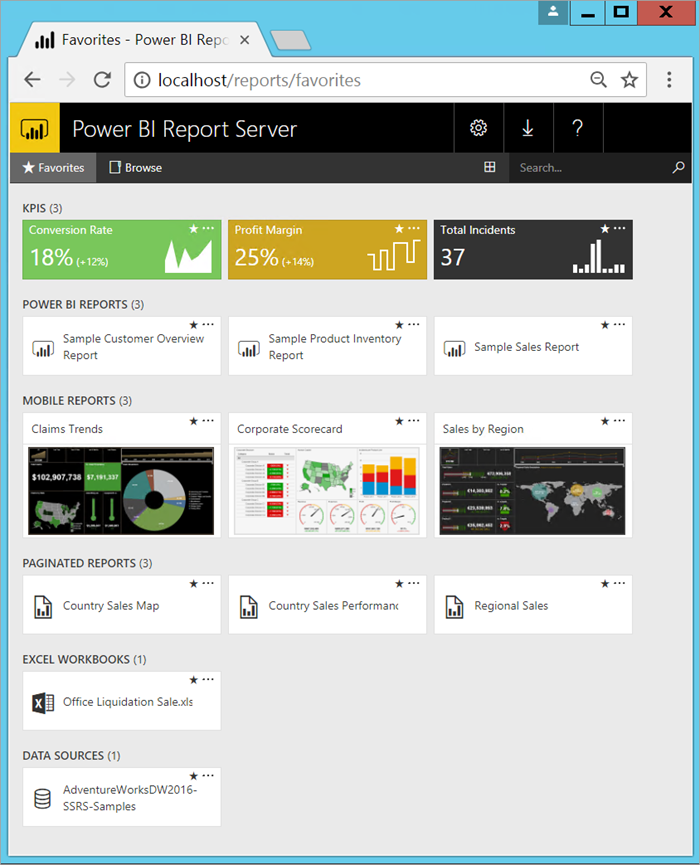 Favorites - Power BI Repo
localhost/reports/favorites
Power BI Report Server
?
Favorites
Browse
Search...
KPIS (3)
Conversion Rate
18% (+12%)
Profit Margin
25% (+14%)
Total Incidents
37
POWER BI REPORTS (3)
Sample Customer Overview
Report
Sample Product Inventory
Report
Sample Sales Report
MOBILE REPORTS (3)
Claims Trends
Corporate Scorecard
Sales by Region
$102,907,738
$7,191,337
PAGINATED REPORTS (3)
Country Sales Map
Country Sales Performanc
Regional Sales
EXCEL WORKBOOKS (1)
Office Liquidation Sale.xls
DATA SOURCES (1)
AdventureWorksDW2016-
SSRS-Samples